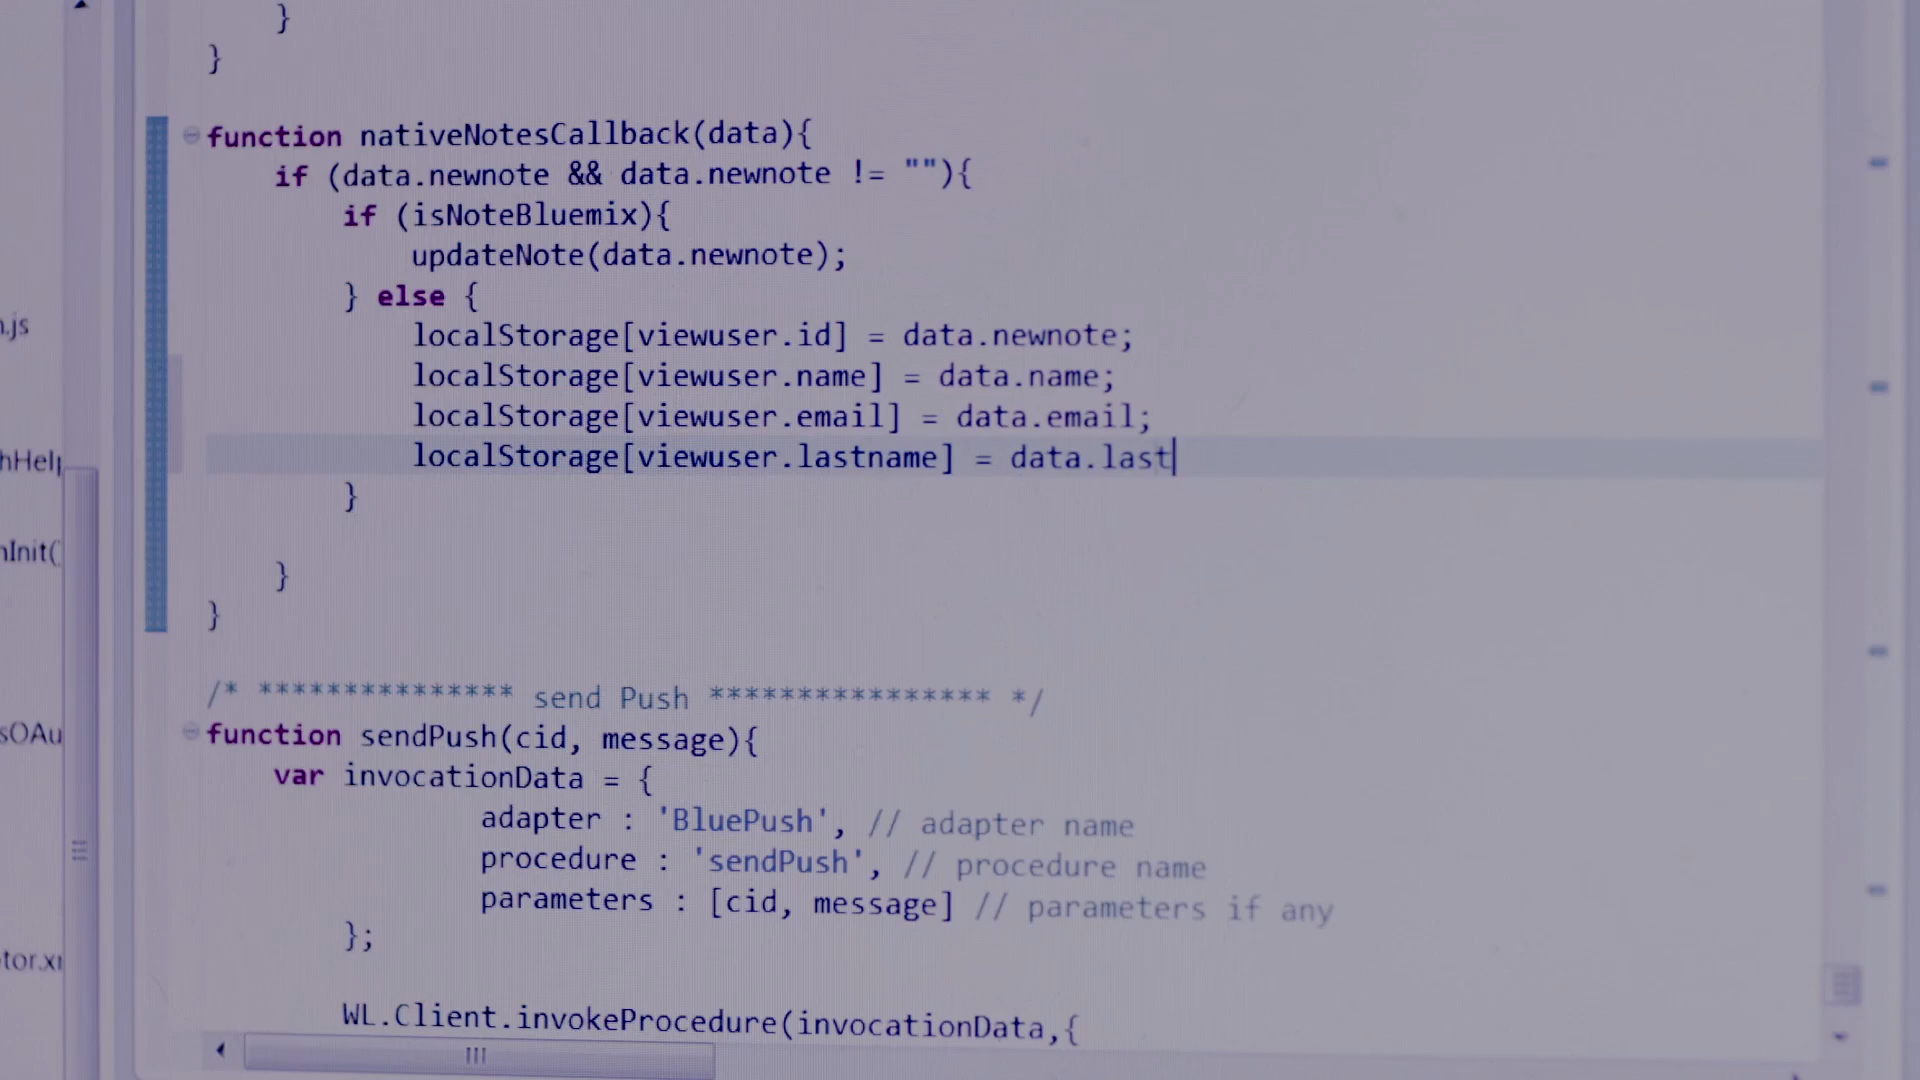 }
}
function nativeNotesCallback(data){
if (data.newnote && data.newnote != ""){
if (isNoteBluemix){
updateNote(data.newnote);
} else {
localStorage[viewuser.id] = data.newnote;
localStorage[viewuser.name] = data.name;
localStorage[viewuser.email] = data.email;
localStorage[viewuser.lastname] = data.last
}
}
}
/* *************** send Push **************** */
function sendPush(cid, message){
var invocationData = {
adapter : 'BluePush', // adapter name
procedure : 'sendPush', // procedure name
parameters : [cid, message] // parameters if any
};
WL.Client.invokeProcedure(invocationData,{
.js
nInit(
sOAu